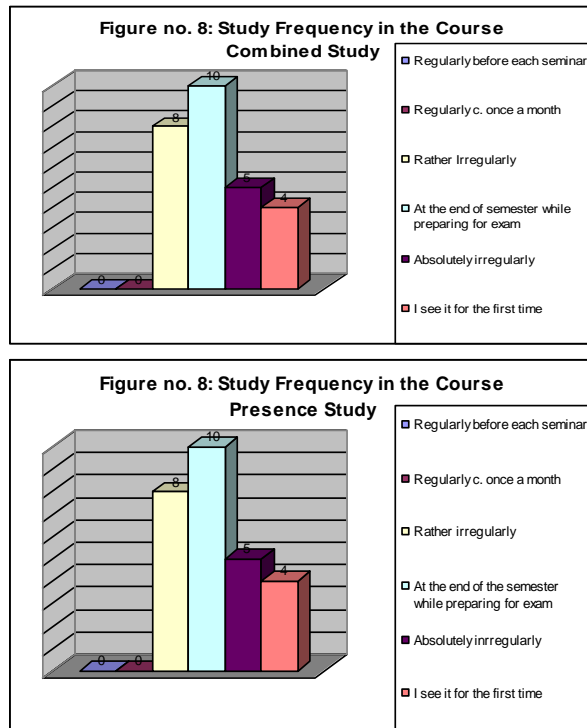 Figure no. 8: Study Frequency in the Course
Combined Study
10
8
5
4
0
0
Regularly before each seminar
Regularly c. once a month
Rather Irregularly
At the end of semester while
preparing for exam
Absolutely irregularly
I see it for the first time
Figure no. 8: Study Frequency in the Course
Presence Study
10
8
5
4
0
0
Regularly before each seminar
Regularly c. once a month
Rather irregularly
At the end of the semester
while preparing for exam
Absolutely inrregularly
I see it for the first time